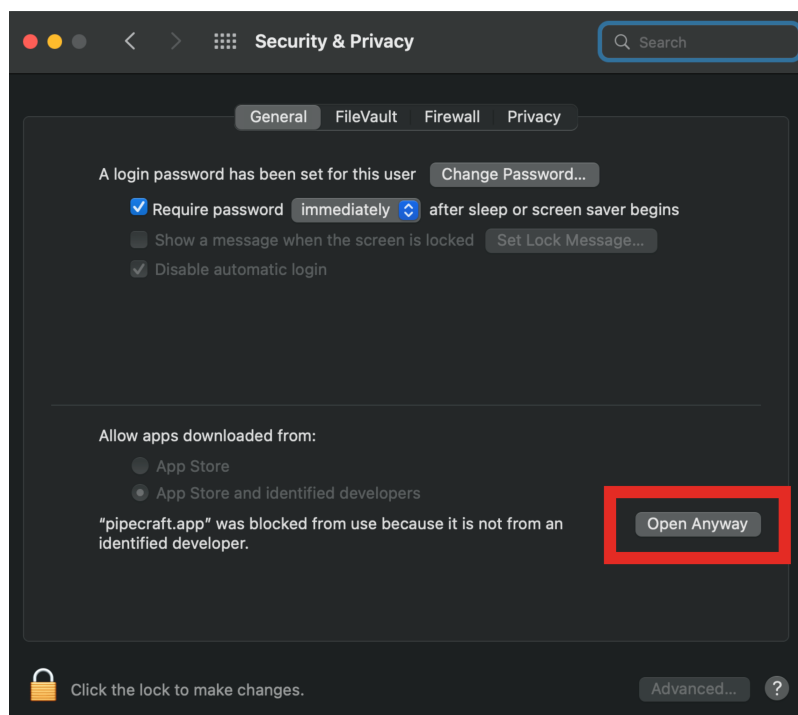 Security & Privacy
Search
General FileVault Firewall Privacy
A login password has been set for this user Change Password...
Require password immediately after sleep or screen saver begins
Show a message when the screen is locked Set Lock Message...
Disable automatic login
Allow apps downloaded from:
App Store
App Store and identified developers
“pipecraft.app” was blocked from use because it is not from an
identified developer.
Open Anyway
Click the lock to make changes.
Advanced...
?